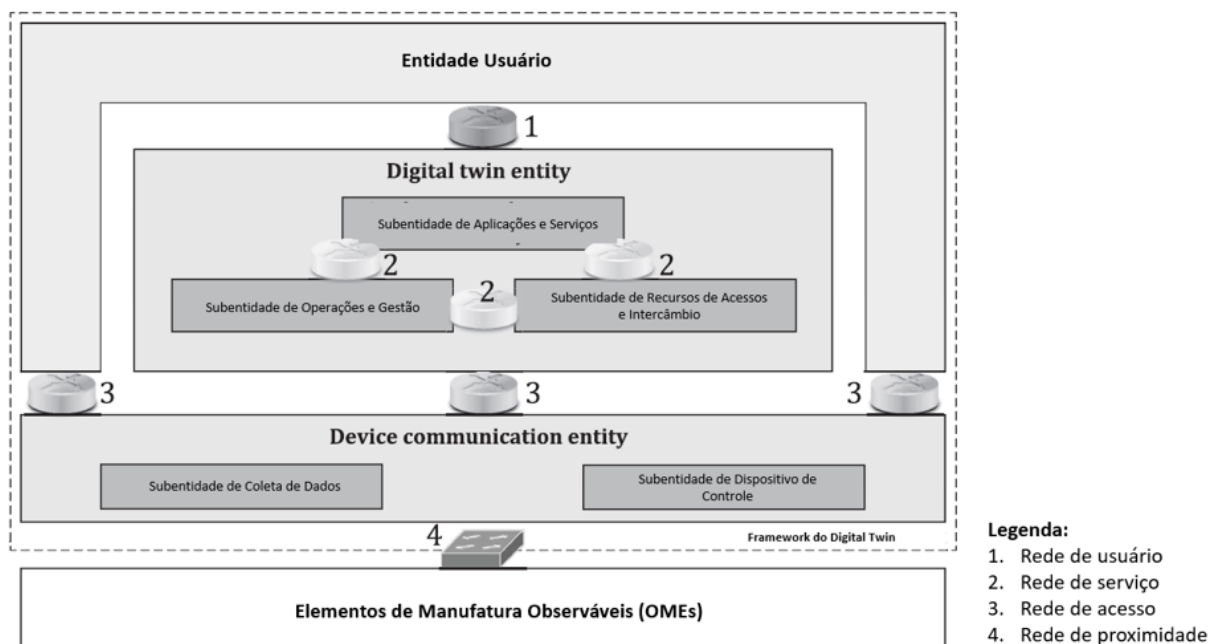 Entidade Usuário
1
Digital twin entity
Subentidade de Aplicações e Serviços
2
2
Subentidade de Operações e Gestão
2
Subentidade de Recursos de Acessos
e Intercâmbio
3
3
3
Device communication entity
Subentidade de Coleta de Dados
Subentidade de Dispositivo de
Controle
4
Framework do Digital Twin
Elementos de Manufatura Observáveis (OMEs)
Legenda:
1. Rede de usuário
2. Rede de serviço
3. Rede de acesso
4. Rede de proximidade